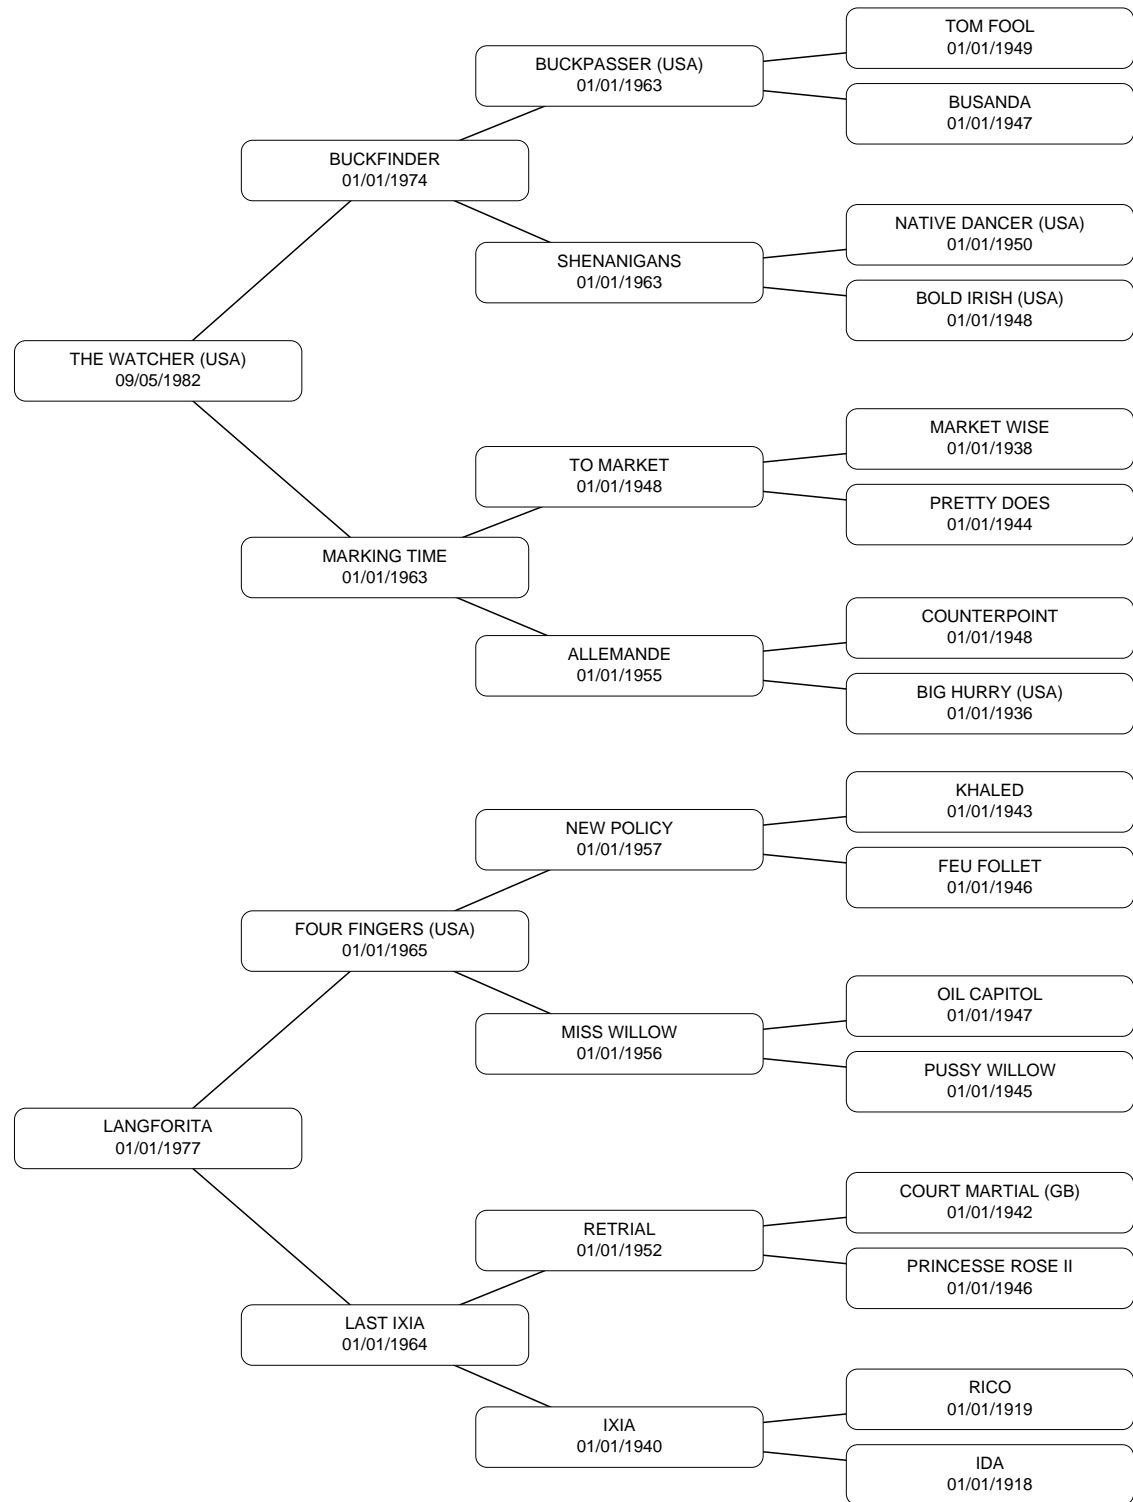 TOM FOOL
01/01/1949
BUCKPASSER (USA)
01/01/1963
BUSANDA
01/01/1947
BUCKFINDER
01/01/1974
NATIVE DANCER (USA)
01/01/1950
SHENANIGANS
01/01/1963
BOLD IRISH (USA)
01/01/1948
THE WATCHER (USA)
09/05/1982
MARKET WISE
01/01/1938
TO MARKET
01/01/1948
PRETTY DOES
01/01/1944
MARKING TIME
01/01/1963
COUNTERPOINT
01/01/1948
ALLEMANDE
01/01/1955
BIG HURRY (USA)
01/01/1936
KHALED
01/01/1943
NEW POLICY
01/01/1957
FEU FOLLET
01/01/1946
FOUR FINGERS (USA)
01/01/1965
OIL CAPITOL
01/01/1947
MISS WILLOW
01/01/1956
PUSSY WILLOW
01/01/1945
LANGFORITA
01/01/1977
COURT MARTIAL (GB)
01/01/1942
RETRIAL
01/01/1952
PRINCESSE ROSE II
01/01/1946
LAST IXIA
01/01/1964
RICO
01/01/1919
IXIA
01/01/1940
IDA
01/01/1918